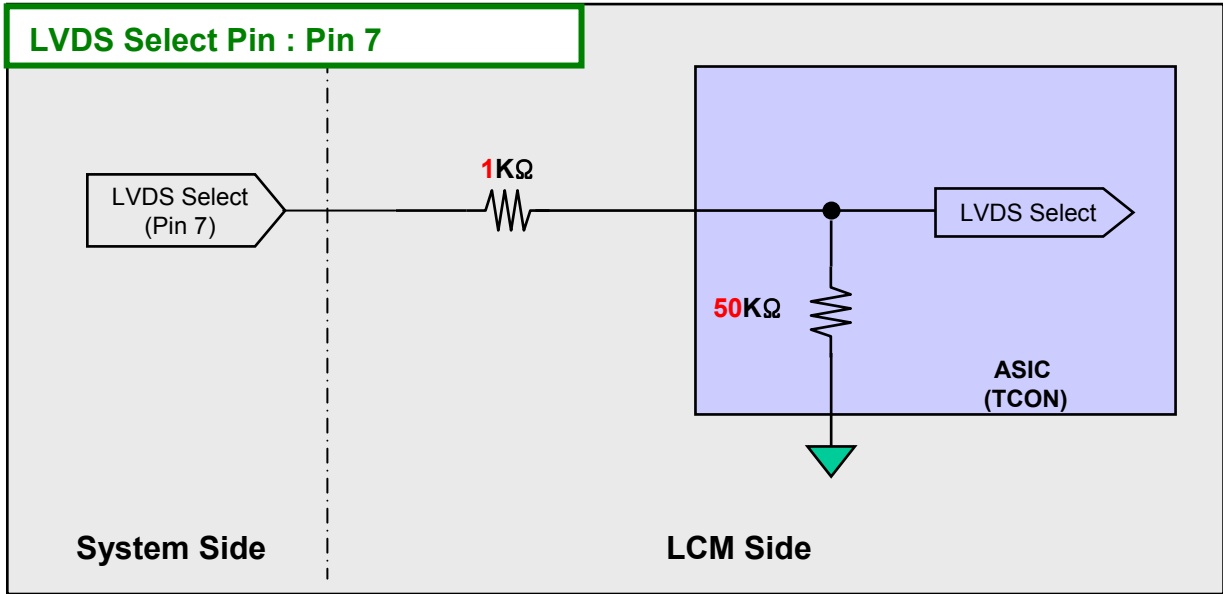 LVDS Select Pin : Pin 7
1KΩ
LVDS Select
(Pin 7)
LVDS Select
50KΩ
ASIC
(TCON)
System Side
LCM Side